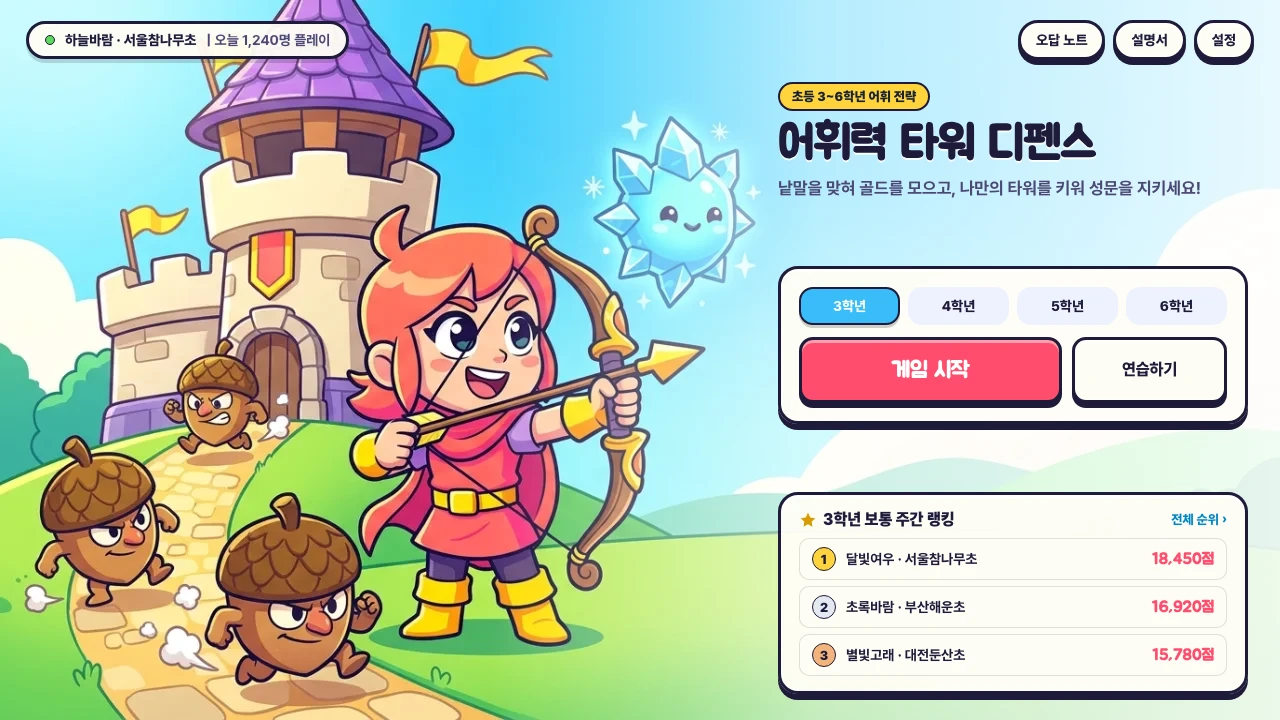 하늘바람 · 서울참나무초 | 오늘 1,240명 플레이
오답 노트
설명서
설정
초등 3~6학년 어휘 전략
어휘력 타워 디펜스
낱말을 맞혀 골드를 모으고, 나만의 타워를 키워 성문을 지키세요!
3학년
4학년
5학년
6학년
게임 시작
연습하기
3학년 보통 주간 랭킹
전체 순위 ›
1 달빛여우 · 서울참나무초 18,450점
2 초록바람 · 부산해운초 16,920점
3 별빛고래 · 대전둔산초 15,780점